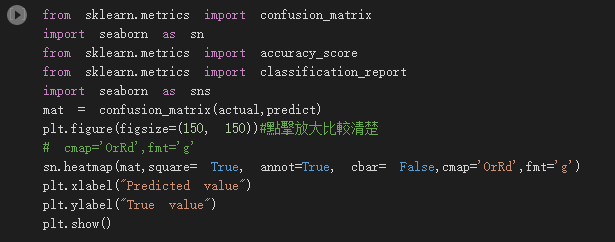 from sklearn.metrics import confusion_matrix
import seaborn as sn
from sklearn.metrics import accuracy_score
from sklearn.metrics import classification_report
import seaborn as sns
mat = confusion_matrix(actual,predict)
plt.figure(figsize=(150, 150))#點擊放大比較清楚
# cmap='OrRd',fmt='g'
sn.heatmap(mat,square= True, annot=True, cbar= False,cmap='OrRd',fmt='g')
plt.xlabel("Predicted value")
plt.ylabel("True value")
plt.show()